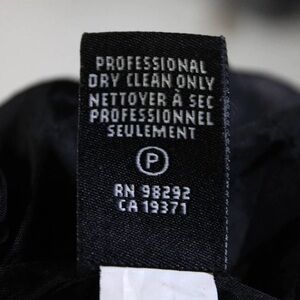 PROFESSIONAL
DRY CLEAN ONLY
NETTOYER À SEC
PROFESSIONNEL
SEULEMENT
P
RN 98292
CA 19371